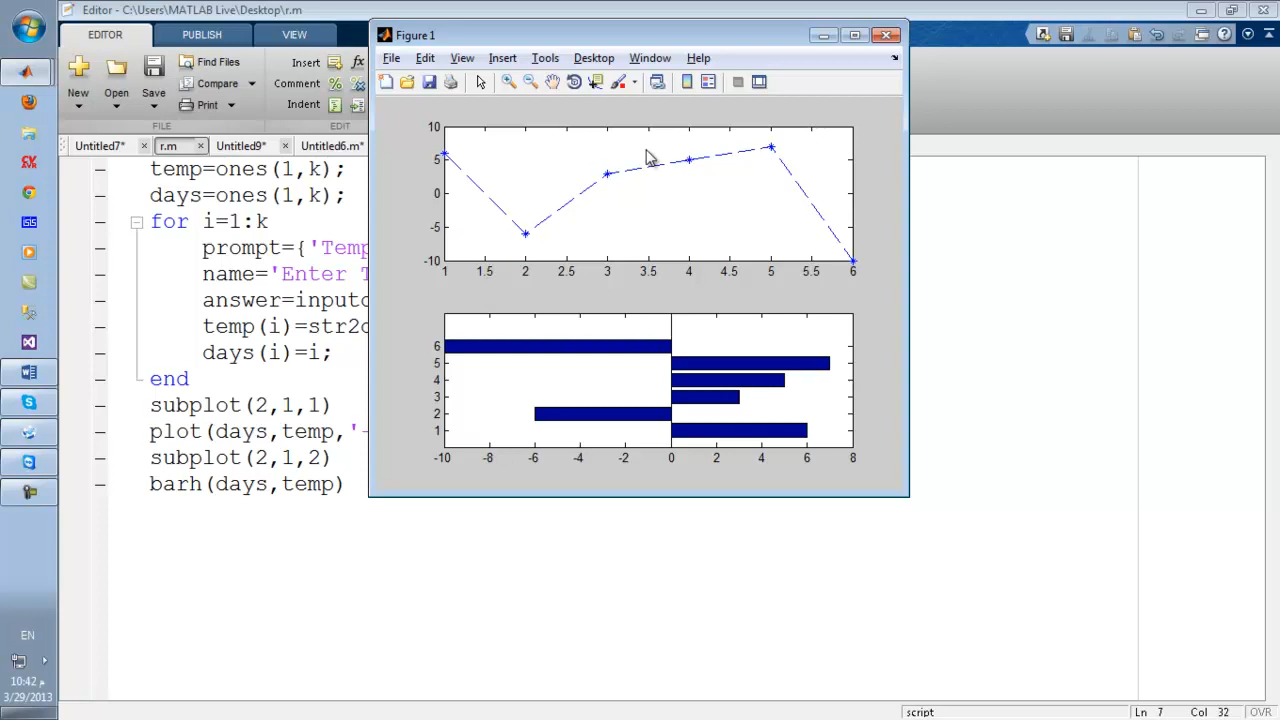 Editor - C:\Users\MATLAB Live\Desktop\r.m
EDITOR PUBLISH VIEW
New Open Save
Find Files
Compare
Print
Insert
Comment
Indent
FILE EDIT
Untitled7* r.m Untitled9* Untitled6.m*
temp=ones(1,k);
days=ones(1,k);
for i=1:k
prompt={'Temp
name='Enter T
answer=inputd
temp(i)=str2d
days(i)=i;
end
subplot(2,1,1)
plot(days,temp,'-
subplot(2,1,2)
barh(days,temp)
Figure 1
File Edit View Insert Tools Desktop Window Help
10
5
0
-5
-10
1 1.5 2 2.5 3 3.5 4 4.5 5 5.5 6
6
5
4
3
2
1
-10 -8 -6 -4 -2 0 2 4 6 8
EN
10:42 م
3/29/2013
script Ln 7 Col 32 OVR